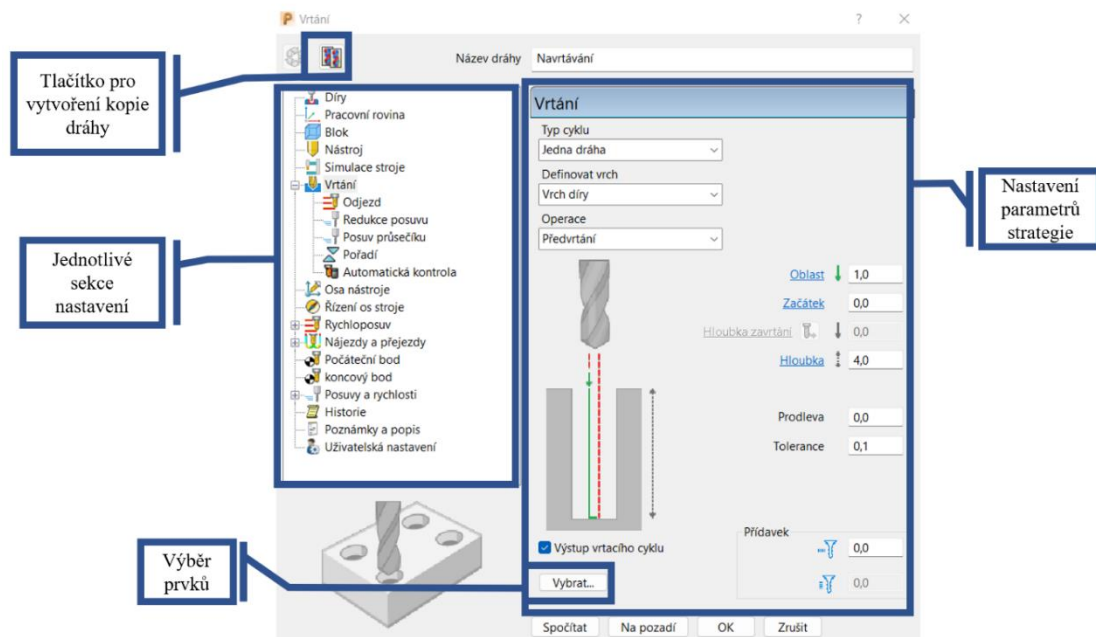 Vrtání
Název dráhy
Navrtávání
Tlačítko pro
vytvoření kopie
dráhy
Díry
Pracovní rovina
Blok
Nástroj
Simulace stroje
Vrtání
Odjezd
Redukce posuvu
Posuv průsečíku
Pořadí
Automatická kontrola
Osa nástroje
Řízení os stroje
Rychloposuv
Nájezdy a přejezdy
Počáteční bod
koncový bod
Posuvy a rychlosti
Historie
Poznámky a popis
Uživatelská nastavení
Jednotlivé
sekce
nastavení
Vrtání
Typ cyklu
Jedna dráha
Definovat vrch
Vrch díry
Operace
Předvrtání
Oblast 1,0
Začátek 0,0
Hloubka zavrtání 0,0
Hloubka 4,0
Prodleva 0,0
Tolerance 0,1
Nastavení
parametrů
strategie
Výstup vrtacího cyklu
Přídavek
0,0
0,0
Výběr
prvků
Vybrat...
Spočítat Na pozadí OK Zrušit